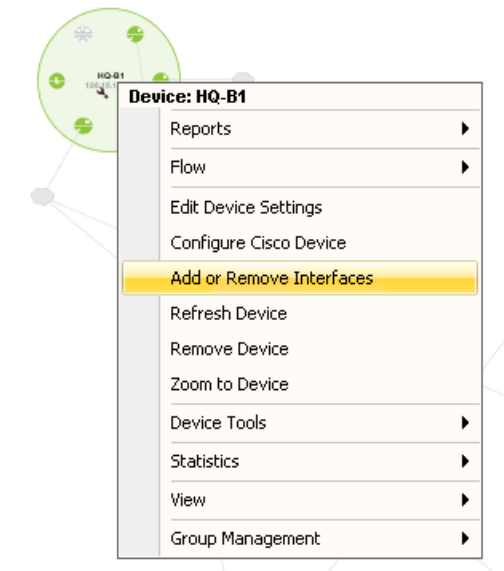 HQ-B1
Device: HQ-B1
Reports
Flow
Edit Device Settings
Configure Cisco Device
Add or Remove Interfaces
Refresh Device
Remove Device
Zoom to Device
Device Tools
Statistics
View
Group Management